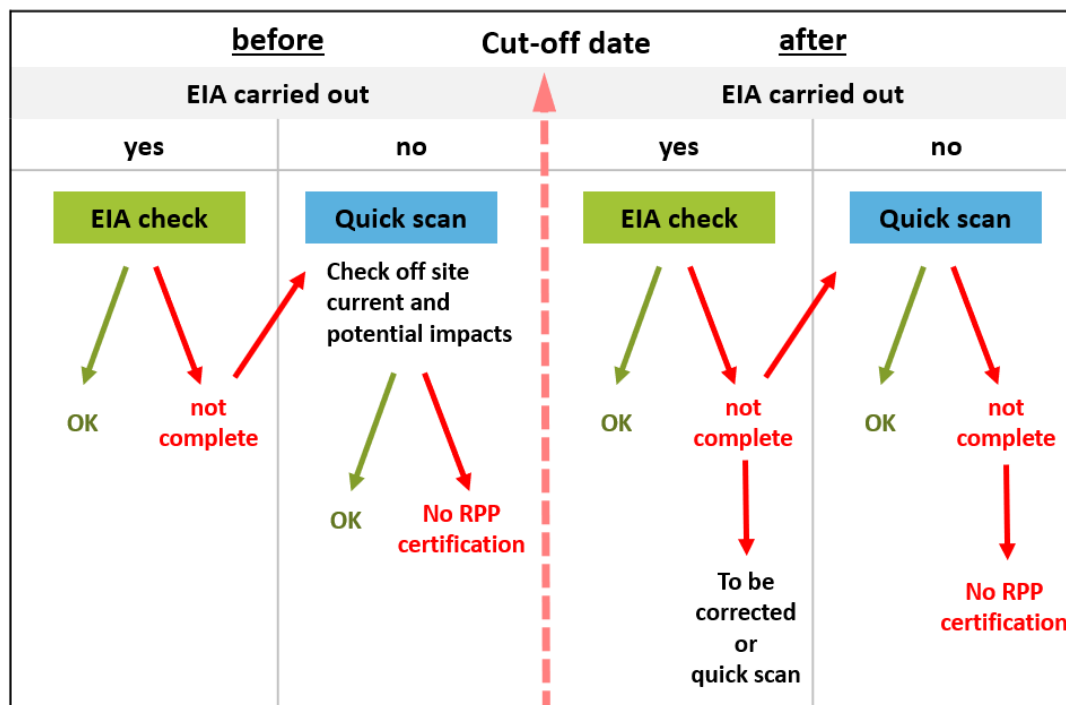 before
Cut-off date
after
EIA carried out
EIA carried out
yes
no
yes
no
EIA check
Quick scan
EIA check
Quick scan
Check off site
current and
potential impacts
OK
not
complete
OK
not
complete
OK
not
complete
OK
No RPP
certification
To be
corrected
or
quick scan
No RPP
certification